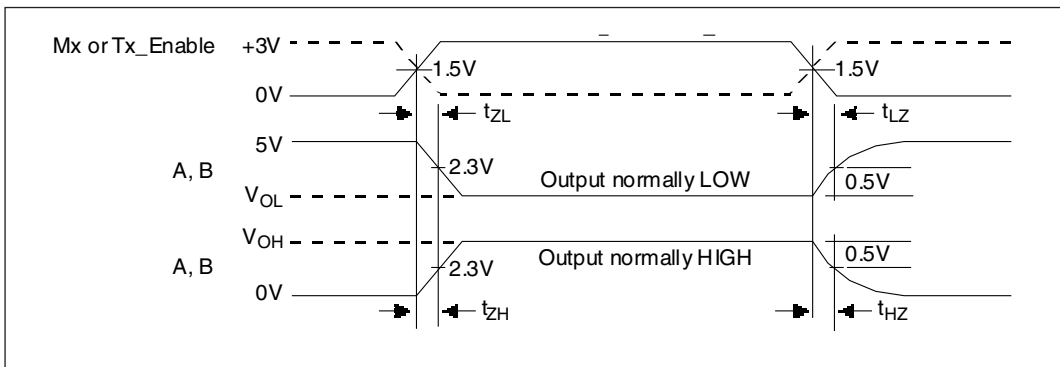 Mx or Tx_Enable
+3V
0V
1.5V
1.5V
tZL
tLZ
5V
A, B
VOL
2.3V
Output normally LOW
0.5V
VOH
A, B
0V
2.3V
Output normally HIGH
0.5V
tZH
tHZ